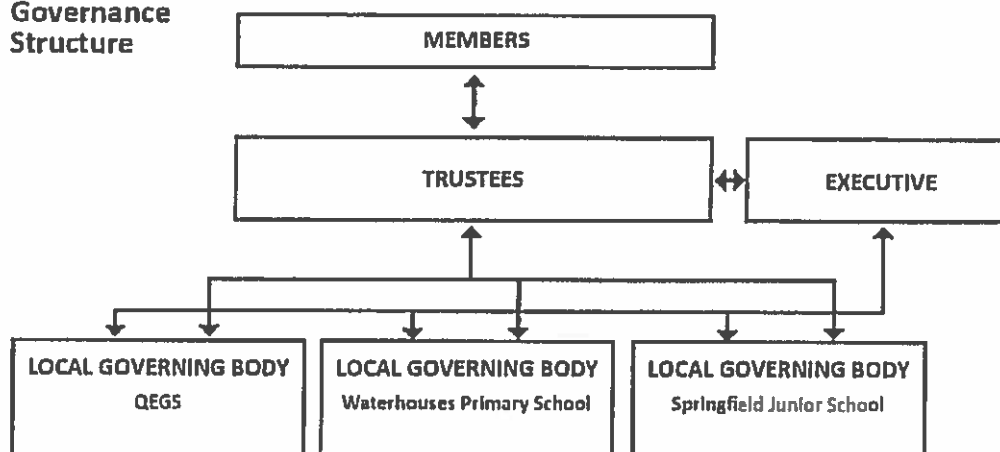 Governance
Structure
MEMBERS
TRUSTEES
EXECUTIVE
LOCAL GOVERNING BODY
QEGS
LOCAL GOVERNING BODY
Waterhouses Primary School
LOCAL GOVERNING BODY
Springfield Junior School